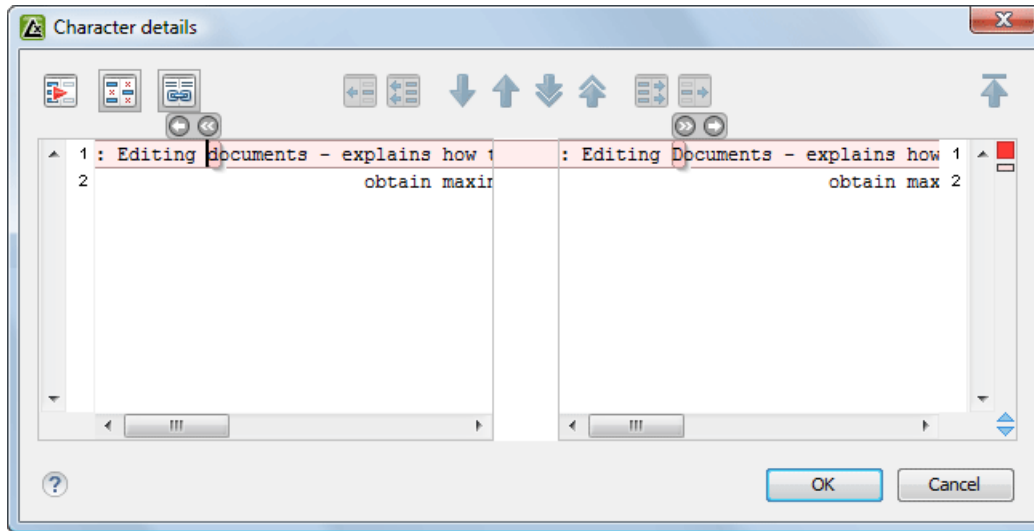 Character details
1 : Editing documents - explains how t
: Editing Documents - explains how 1
2 obtain maxim
obtain max 2
OK
Cancel